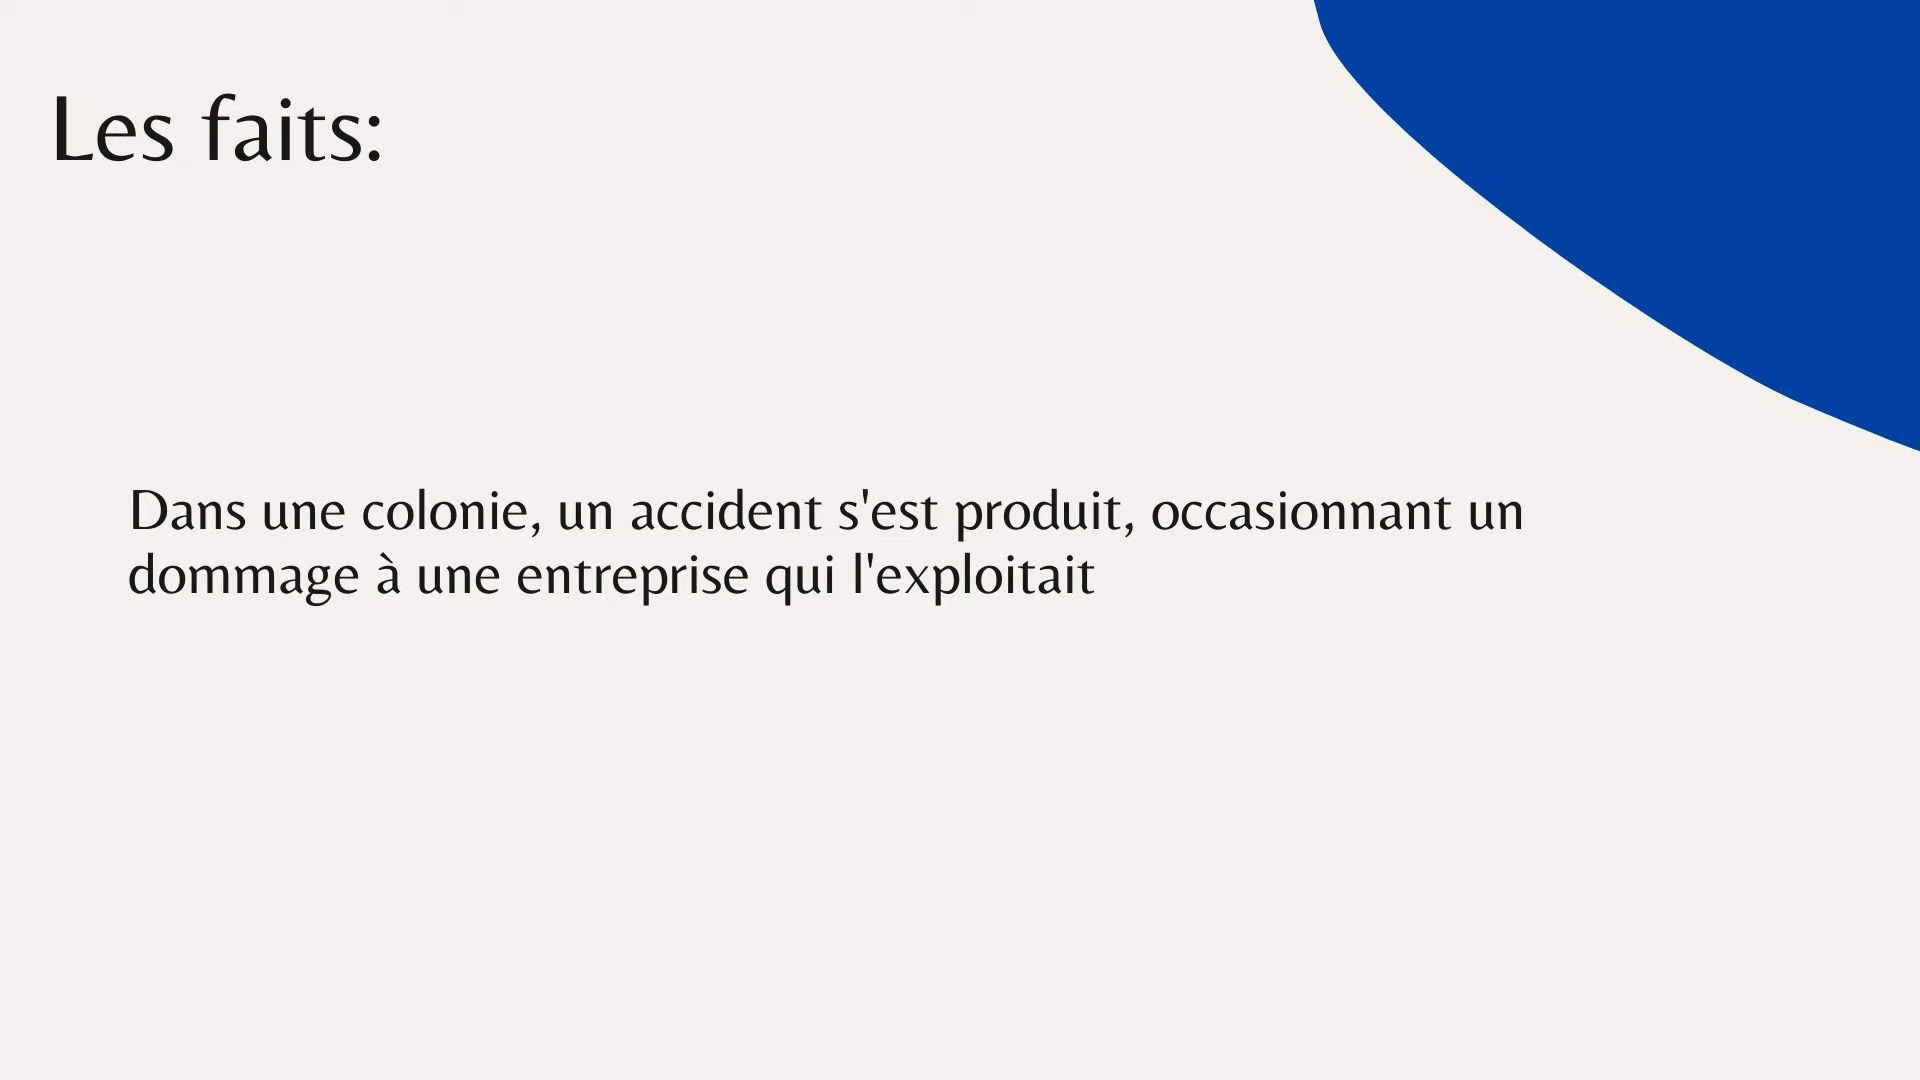 Les faits:
Dans une colonie, un accident s'est produit, occasionnant un
dommage à une entreprise qui l'exploitait